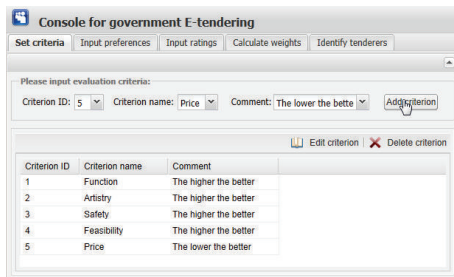 Console for government E-tendering
Set criteria Input preferences Input ratings Calculate weights Identify tenderers
Please input evaluation criteria:
Criterion ID: 5 Criterion name: Price Comment: The lower the bette Add criterion
Edit criterion Delete criterion
Criterion ID Criterion name Comment
1 Function The higher the better
2 Artistry The higher the better
3 Safety The higher the better
4 Feasibility The higher the better
5 Price The lower the better